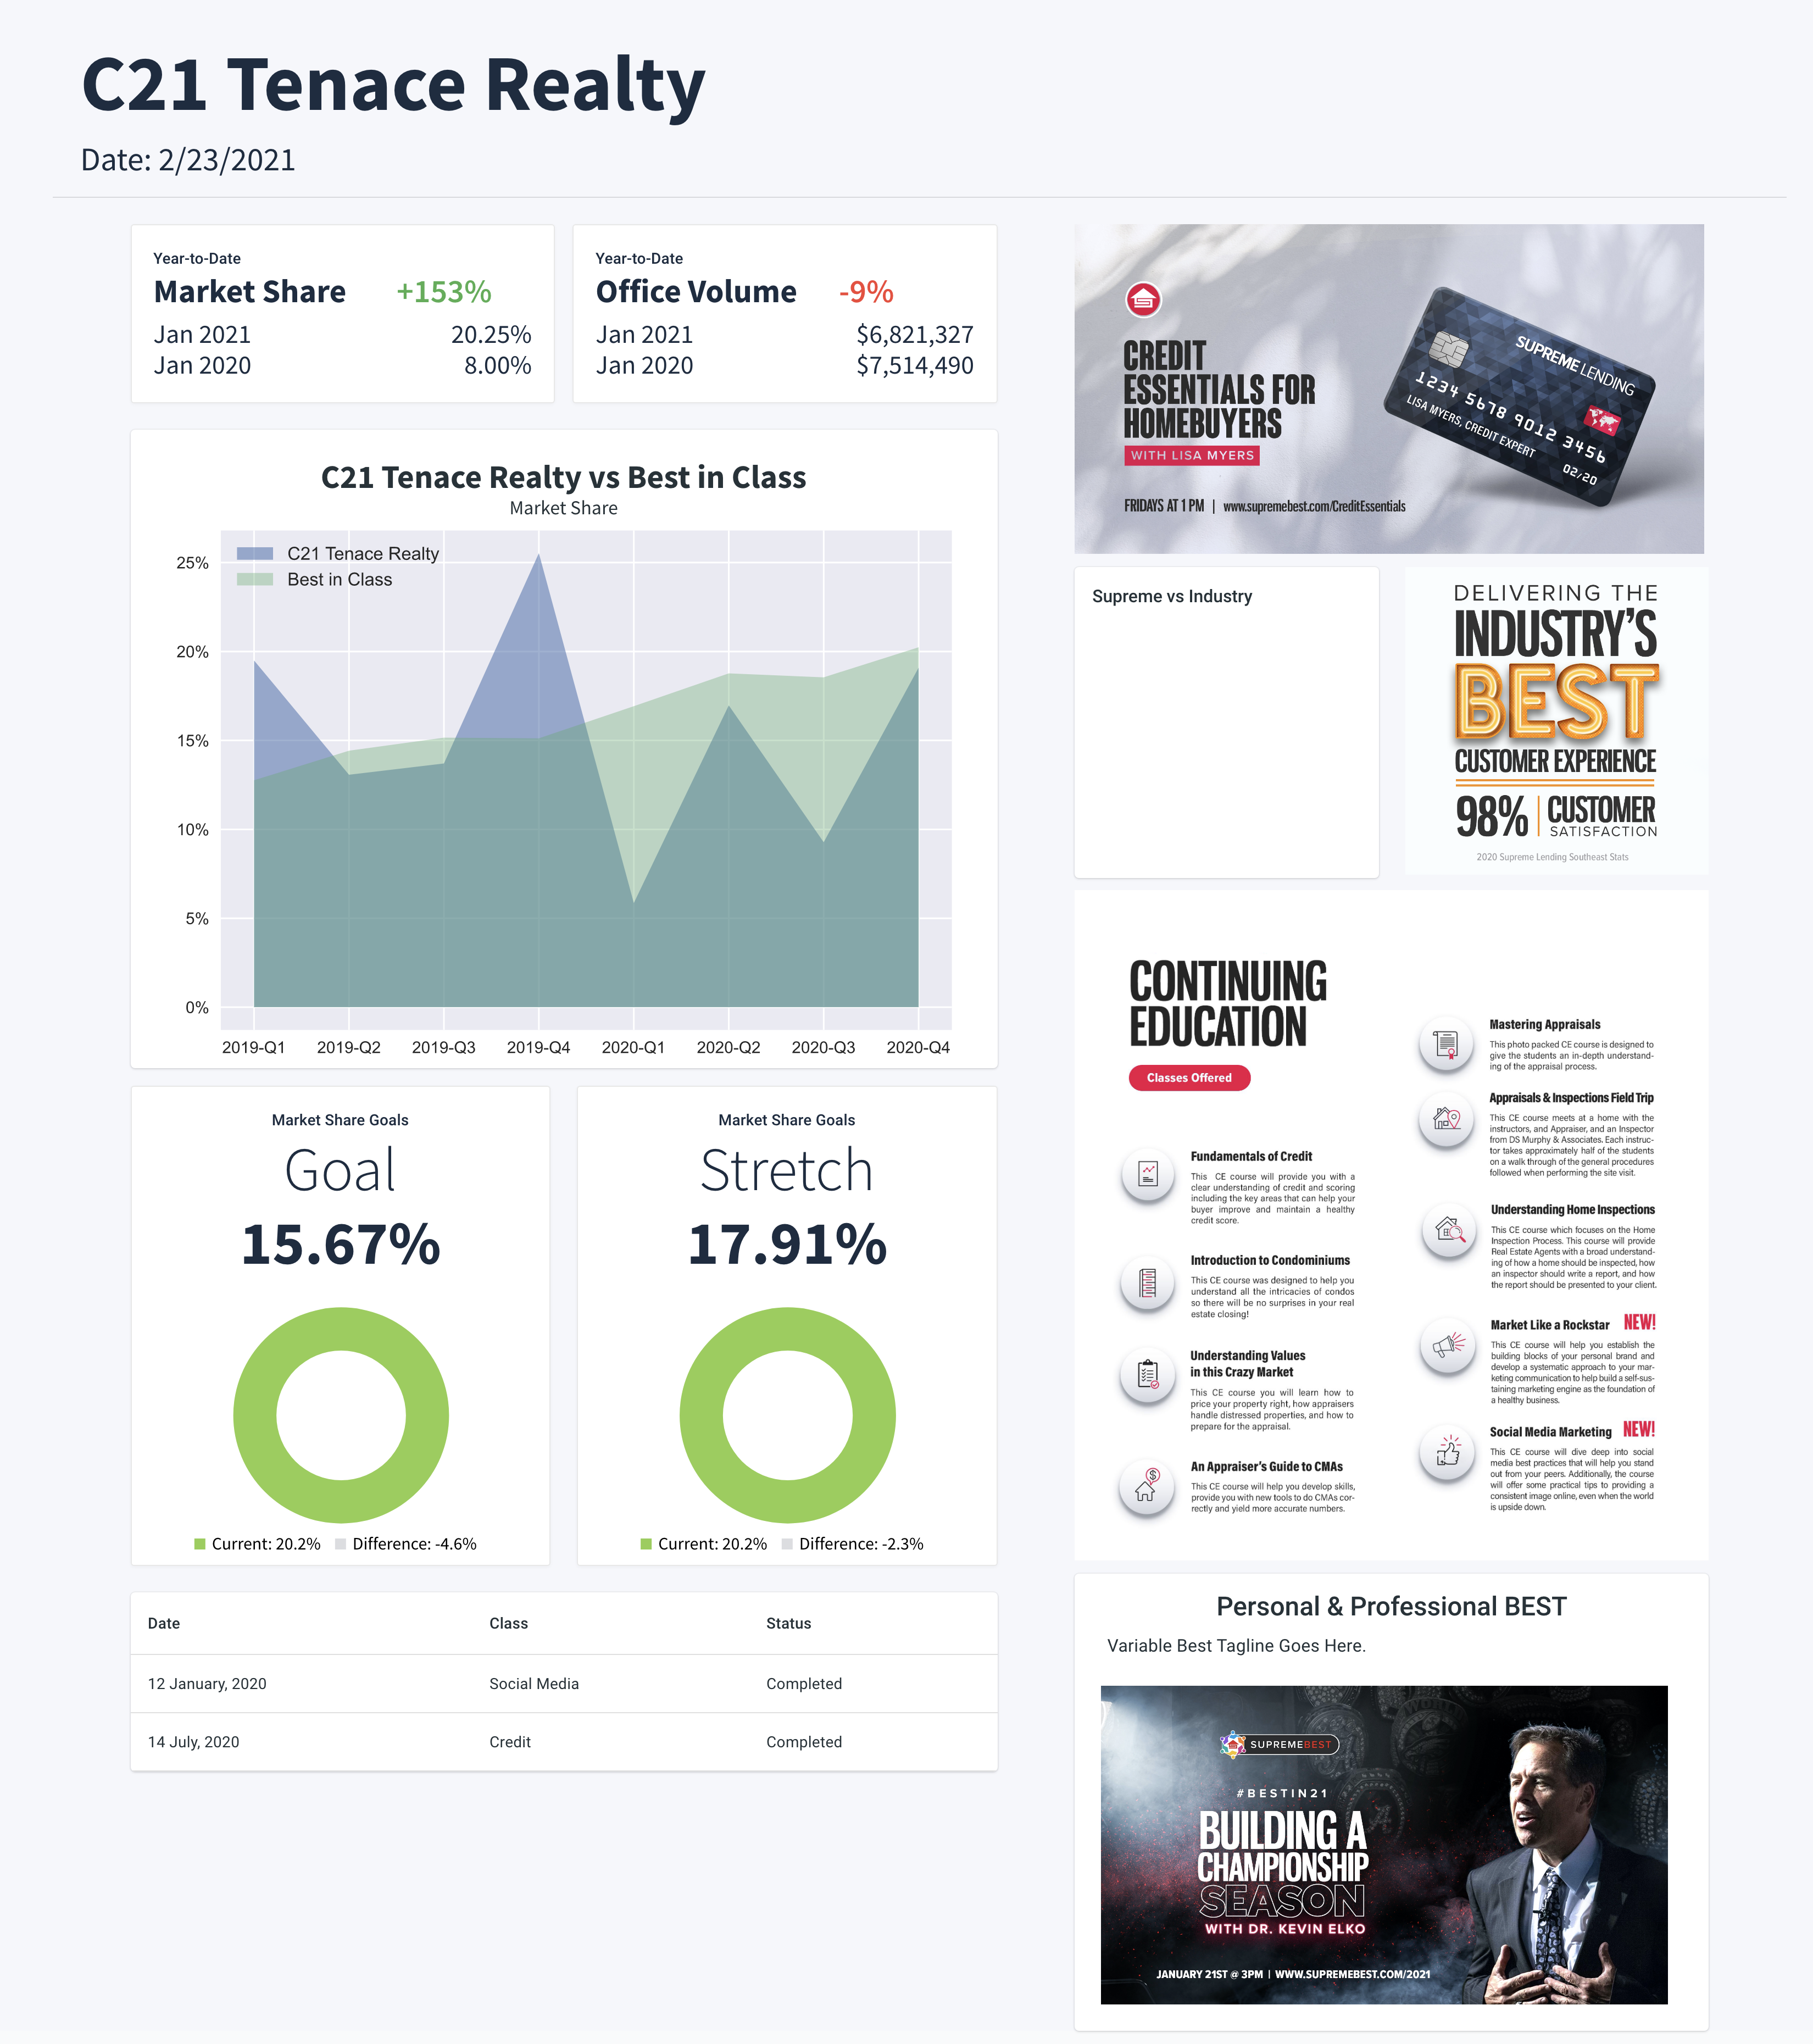 C21 Tenace Realty
Date: 2/23/2021
Year-to-Date
Market Share +153%
Jan 2021 20.25%
Jan 2020 8.00%
Year-to-Date
Office Volume -9%
Jan 2021 $6,821,327
Jan 2020 $7,514,490
C21 Tenace Realty vs Best in Class
Market Share
C21 Tenace Realty
Best in Class
25%
20%
15%
10%
5%
0%
2019-Q1 2019-Q2 2019-Q3 2019-Q4 2020-Q1 2020-Q2 2020-Q3 2020-Q4
Market Share Goals
Goal
15.67%
Current: 20.2% Difference: -4.6%
Market Share Goals
Stretch
17.91%
Current: 20.2% Difference: -2.3%
Date Class Status
12 January, 2020 Social Media Completed
14 July, 2020 Credit Completed
CREDIT
ESSENTIALS FOR
HOMEBUYERS
WITH LISA MYERS
FRIDAYS AT 1 PM | www.supremebest.com/CreditEssentials
SUPREME LENDING
1234 5678 9012 3456
LISA MYERS, CREDIT EXPERT
02/20
Supreme vs Industry
DELIVERING THE
INDUSTRY'S
BEST
CUSTOMER EXPERIENCE
98% | CUSTOMER
SATISFACTION
2020 Supreme Lending Southeast Stats
CONTINUING
EDUCATION
Classes Offered
Fundamentals of Credit
This CE course will provide you with a
clear understanding of credit and scoring
including the key areas that can help your
buyer improve and maintain a healthy
credit score.
Introduction to Condominiums
This CE course was designed to help you
understand all the intricacies of condos
so there will be no surprises in your real
estate closing!
Understanding Values
in this Crazy Market
This CE course you will learn how to
price your property right, how appraisers
handle distressed properties, and how to
prepare for the appraisal.
An Appraiser's Guide to CMAs
This CE course will help you develop skills,
provide you with new tools to do CMAs cor-
rectly and yield more accurate numbers.
Mastering Appraisals
This photo packed CE course is designed to
give the students an in-depth understand-
ing of the appraisal process.
Appraisals & Inspections Field Trip
This CE course meets at a home with the
instructors, and Appraiser, and an Inspector
from DS Murphy & Associates. Each instruc-
tor takes approximately half of the students
on a walk through of the general procedures
followed when performing the site visit.
Understanding Home Inspections
This CE course which focuses on the Home
Inspection Process. This course will provide
Real Estate Agents with a broad understand-
ing of how a home should be inspected, how
an inspector should write a report, and how
the report should be presented to your client.
Market Like a Rockstar NEW!
This CE course will help you establish the
building blocks of your personal brand and
develop a systematic approach to your mar-
keting communication to help build a self-sus-
taining marketing engine as the foundation of
a healthy business.
Social Media Marketing NEW!
This CE course will dive deep into social
media best practices that will help you stand
out from your peers. Additionally, the course
will offer some practical tips to providing a
consistent image online, even when the world
is upside down.
Personal & Professional BEST
Variable Best Tagline Goes Here.
SUPREMEBEST
#BESTIN21
BUILDING A
CHAMPIONSHIP
SEASON
WITH DR. KEVIN ELKO
JANUARY 21ST @ 3PM | WWW.SUPREMEBEST.COM/2021